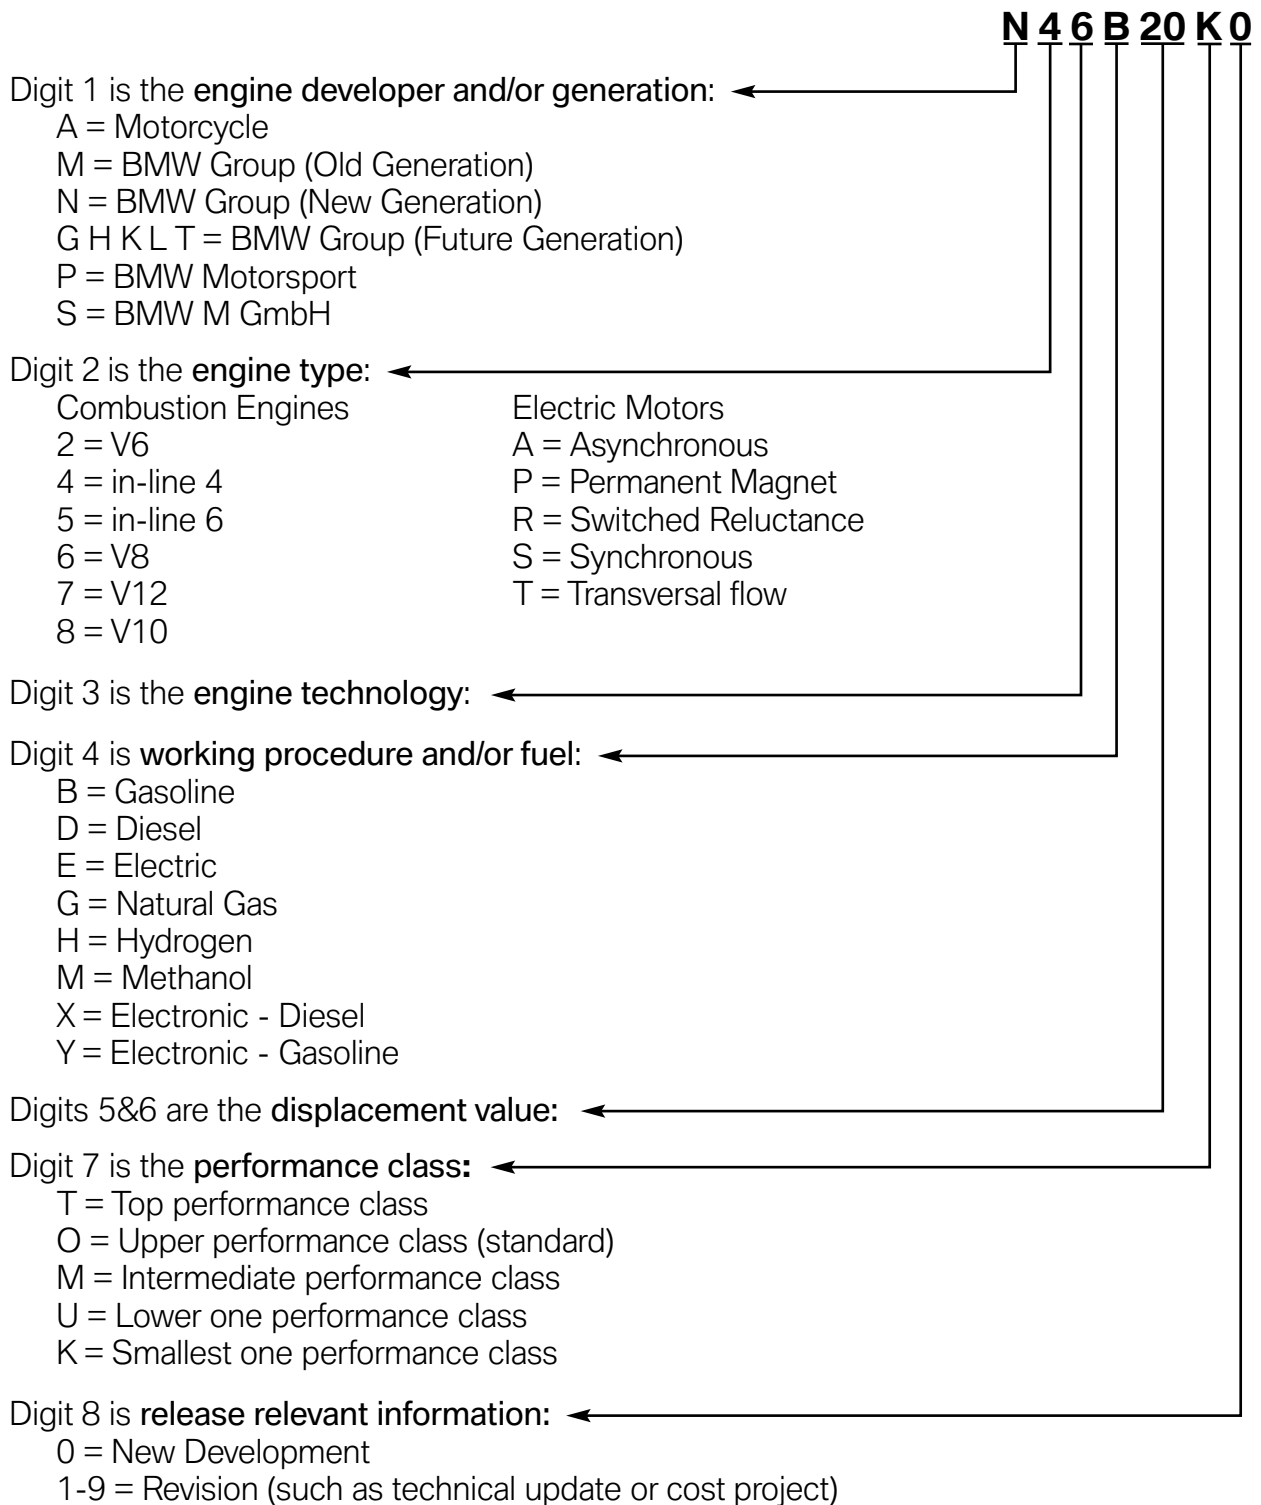 N 4 6 B 20 K 0
Digit 1 is the engine developer and/or generation:
A = Motorcycle
M = BMW Group (Old Generation)
N = BMW Group (New Generation)
G H K L T = BMW Group (Future Generation)
P = BMW Motorsport
S = BMW M GmbH
Digit 2 is the engine type:
Combustion Engines
2 = V6
4 = in-line 4
5 = in-line 6
6 = V8
7 = V12
8 = V10
Electric Motors
A = Asynchronous
P = Permanent Magnet
R = Switched Reluctance
S = Synchronous
T = Transversal flow
Digit 3 is the engine technology:
Digit 4 is working procedure and/or fuel:
B = Gasoline
D = Diesel
E = Electric
G = Natural Gas
H = Hydrogen
M = Methanol
X = Electronic - Diesel
Y = Electronic - Gasoline
Digits 5&6 are the displacement value:
Digit 7 is the performance class:
T = Top performance class
O = Upper performance class (standard)
M = Intermediate performance class
U = Lower one performance class
K = Smallest one performance class
Digit 8 is release relevant information:
0 = New Development
1-9 = Revision (such as technical update or cost project)